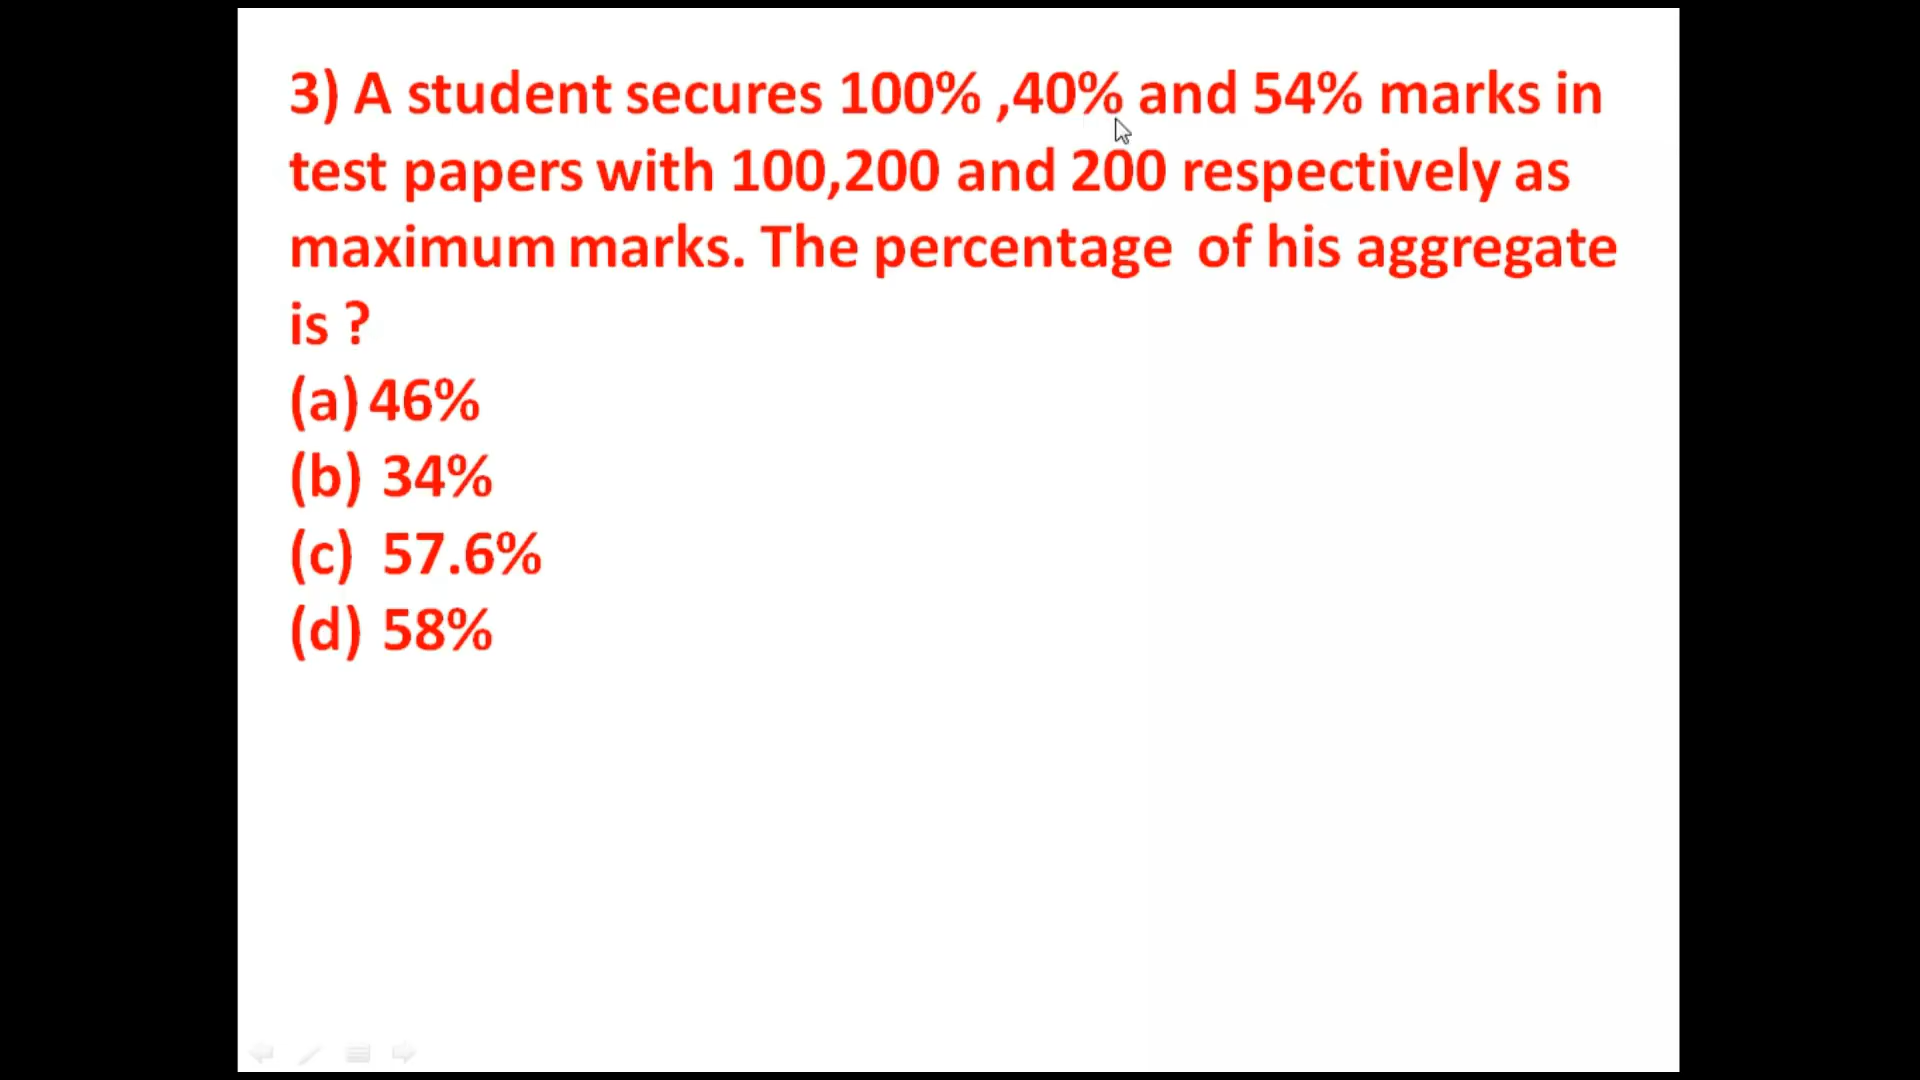 3) A student secures 100% ,40% and 54% marks in
test papers with 100,200 and 200 respectively as
maximum marks. The percentage of his aggregate
is ?
(a) 46%
(b) 34%
(c) 57.6%
(d) 58%